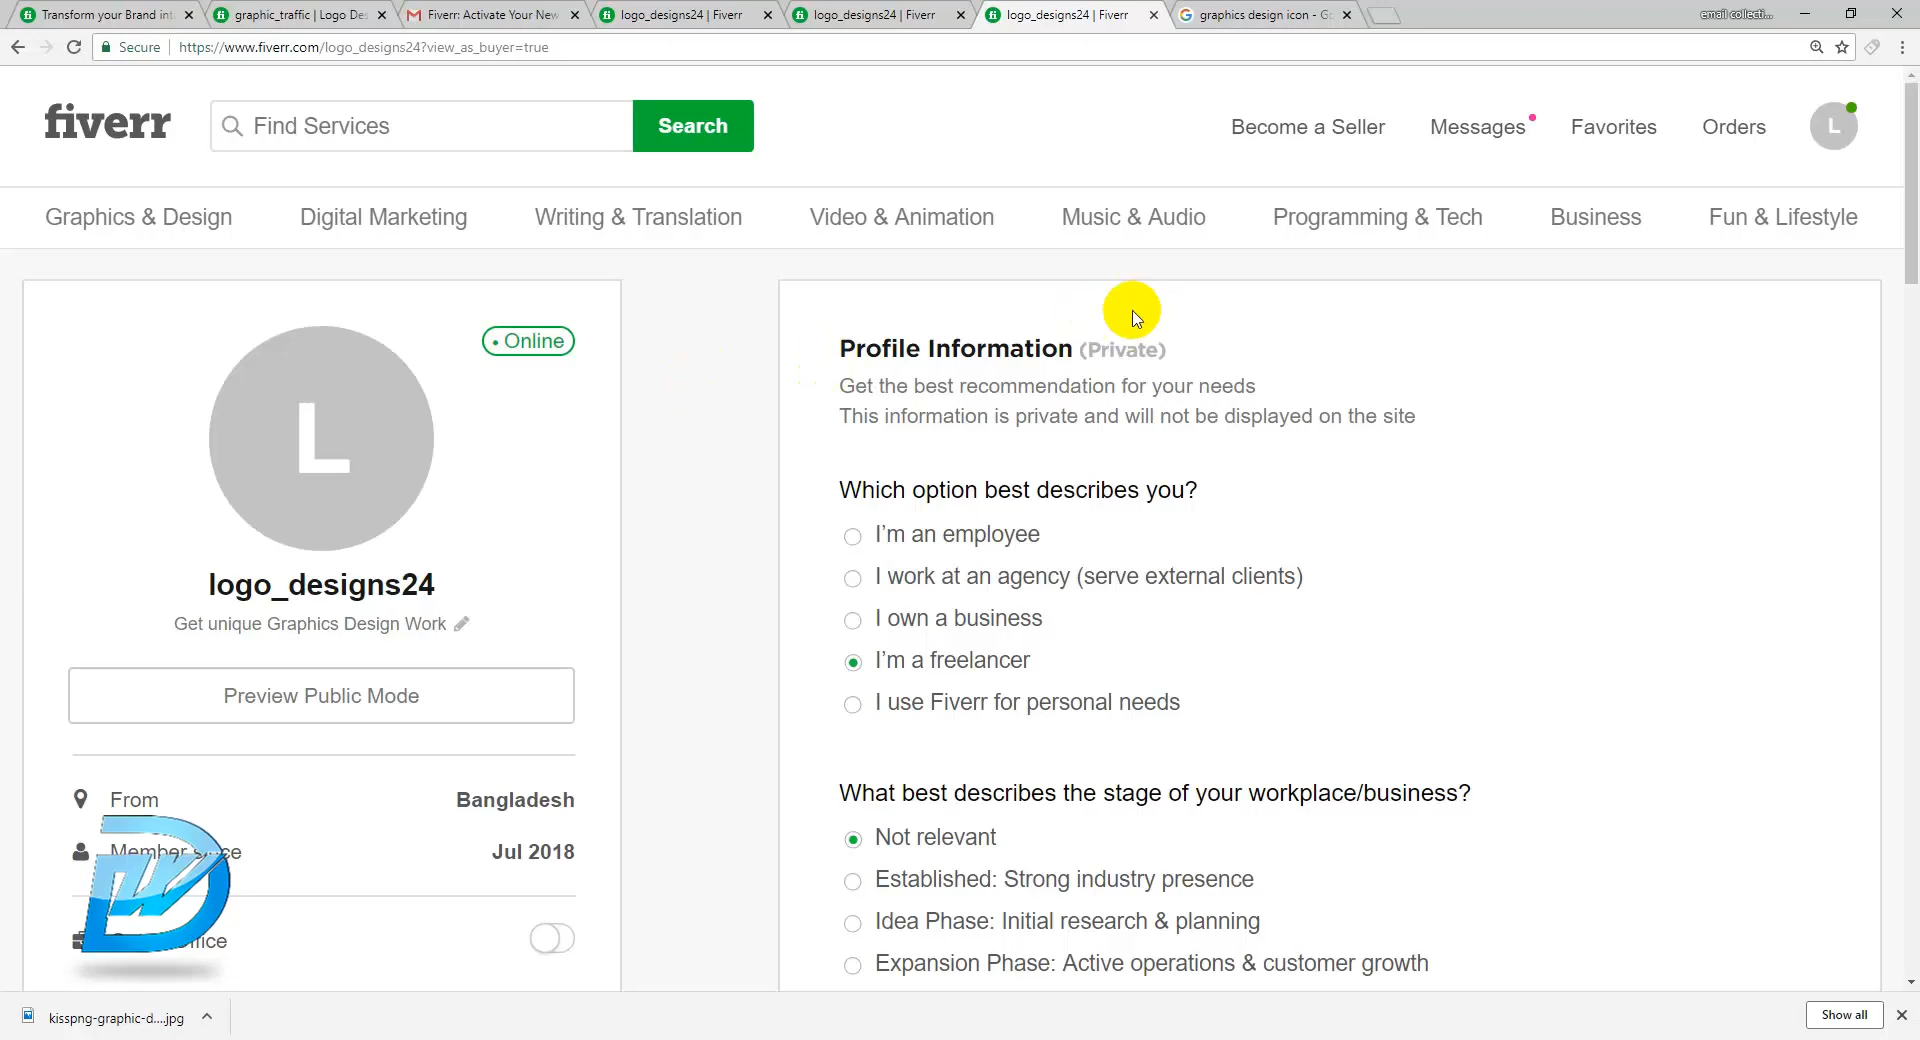 Transform your Brand int
graphic_traffic | Logo Des
Fiverr: Activate Your New
logo_designs24 | Fiverr
logo_designs24 | Fiverr
logo_designs24 | Fiverr
graphics design icon - Go
email collecti...
Secure
https://www.fiverr.com/logo_designs24?view_as_buyer=true
fiverr
Find Services
Search
Become a Seller
Messages
Favorites
Orders
L
Graphics & Design
Digital Marketing
Writing & Translation
Video & Animation
Music & Audio
Programming & Tech
Business
Fun & Lifestyle
• Online
L
logo_designs24
Get unique Graphics Design Work
Preview Public Mode
From Bangladesh
Member Jul 2018
Profile Information (Private)
Get the best recommendation for your needs
This information is private and will not be displayed on the site
Which option best describes you?
I'm an employee
I work at an agency (serve external clients)
I own a business
I'm a freelancer
I use Fiverr for personal needs
What best describes the stage of your workplace/business?
Not relevant
Established: Strong industry presence
Idea Phase: Initial research & planning
Expansion Phase: Active operations & customer growth
kisspng-graphic-d....jpg
Show all